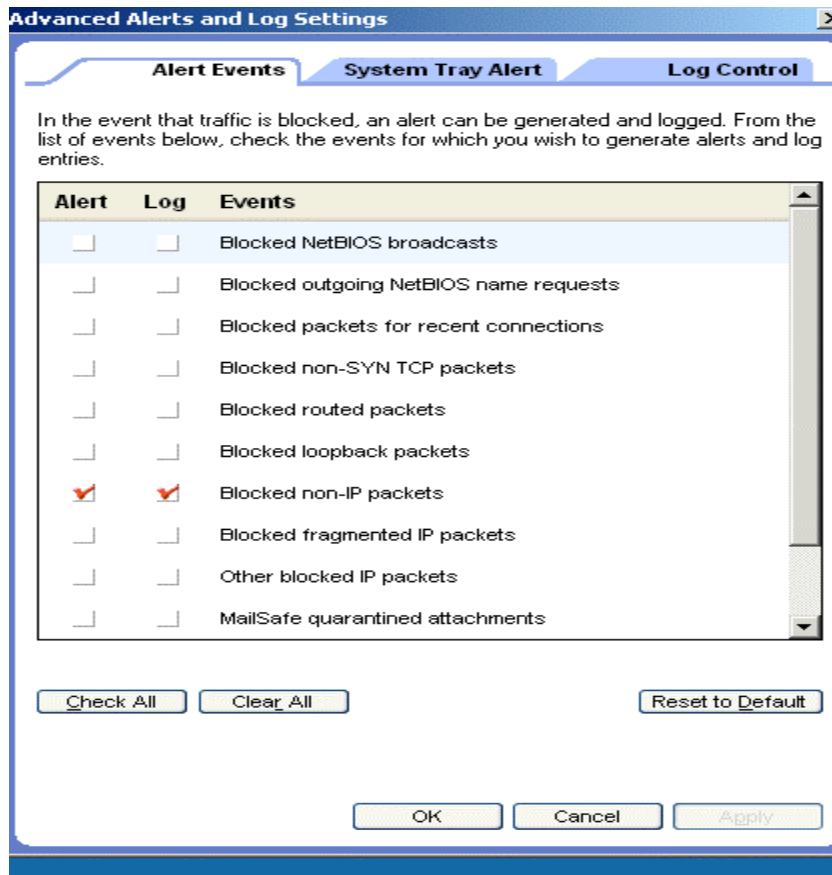 Advanced Alerts and Log Settings
Alert Events
System Tray Alert
Log Control
In the event that traffic is blocked, an alert can be generated and logged. From the
list of events below, check the events for which you wish to generate alerts and log
entries.
Alert Log Events
Blocked NetBIOS broadcasts
Blocked outgoing NetBIOS name requests
Blocked packets for recent connections
Blocked non-SYN TCP packets
Blocked routed packets
Blocked loopback packets
Blocked non-IP packets
Blocked fragmented IP packets
Other blocked IP packets
MailSafe quarantined attachments
Check All
Clear All
Reset to Default
OK
Cancel
Apply